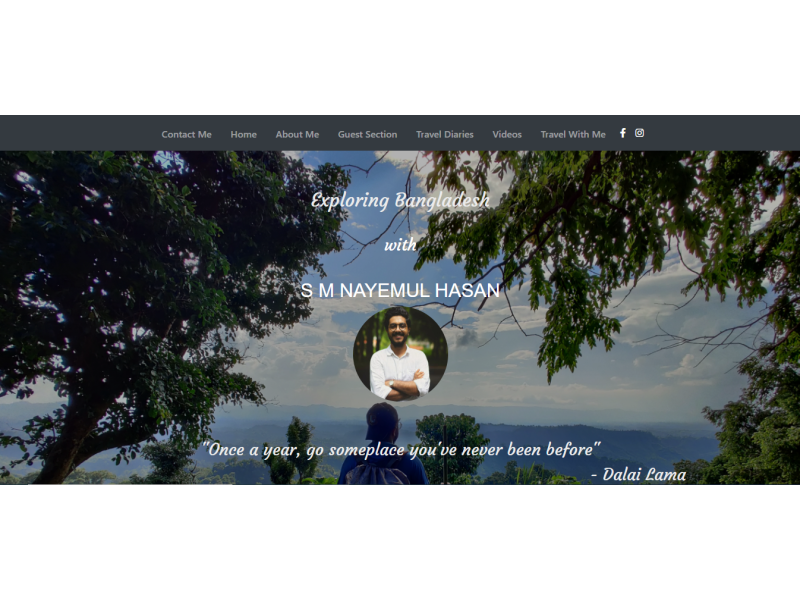 Contact Me Home About Me Guest Section Travel Diaries Videos Travel With Me
Exploring Bangladesh
with
S M NAYEMUL HASAN
"Once a year, go someplace you've never been before"
- Dalai Lama